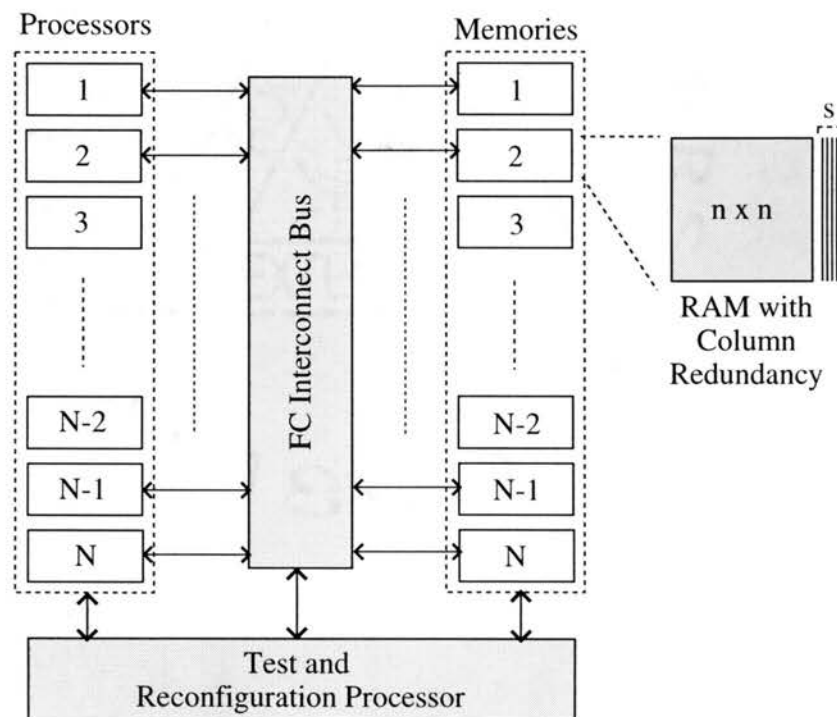 Processors
1
2
3
N-2
N-1
N
FC Interconnect Bus
Memories
1
2
3
N-2
N-1
N
s
n x n
RAM with
Column
Redundancy
Test and
Reconfiguration Processor